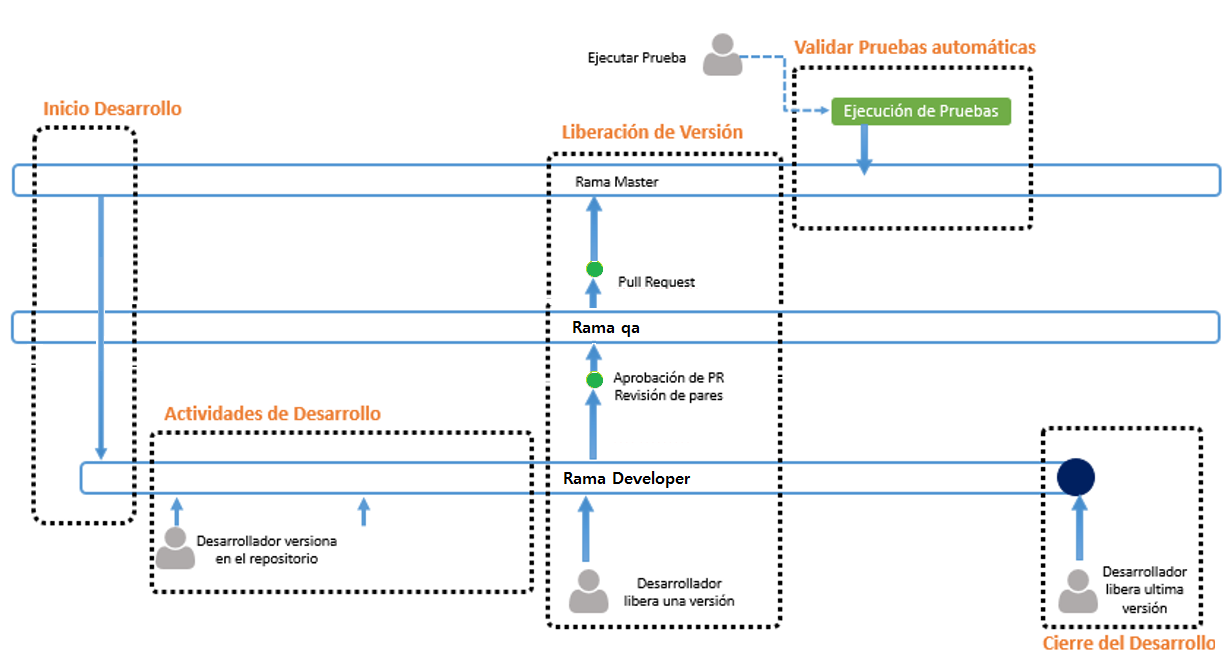 Ejecutar Prueba
Validar Pruebas automáticas
Inicio Desarrollo
Ejecución de Pruebas
Liberación de Versión
Rama Master
Pull Request
Rama qa
Aprobación de PR
Revisión de pares
Actividades de Desarrollo
Rama Developer
Desarrollador versiona
en el repositorio
Desarrollador
libera una versión
Desarrollador
libera ultima
versión
Cierre del Desarrollo